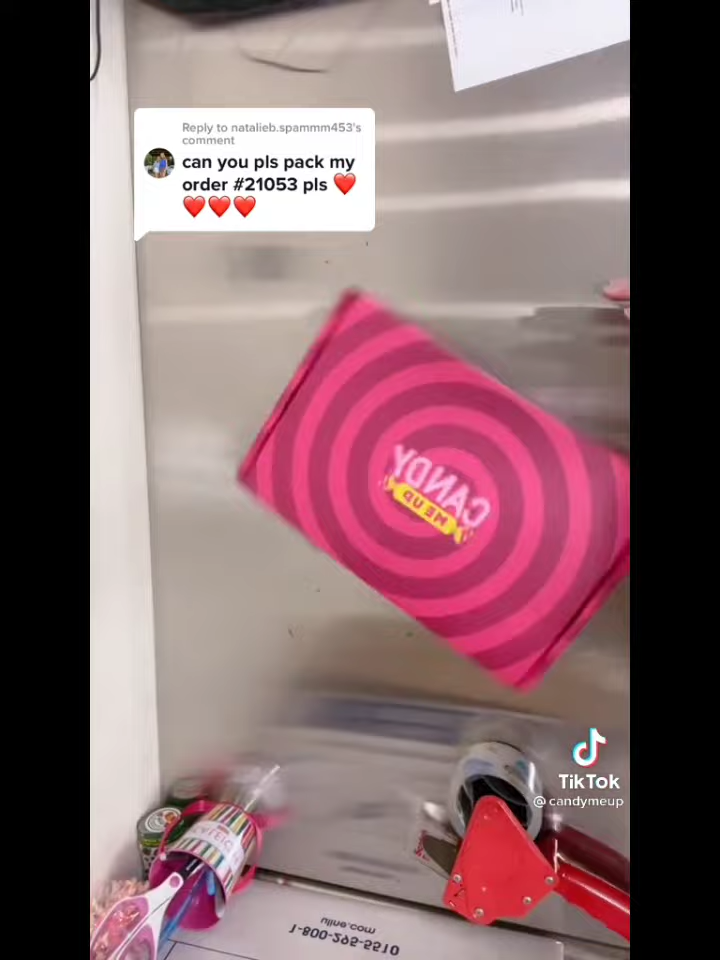 Reply to natalieb.spammm453's
comment
can you pls pack my
order #21053 pls ❤️
❤️❤️❤️
CANDY
ME UP
TikTok
@candymeup
uline.com
1-800-295-5510